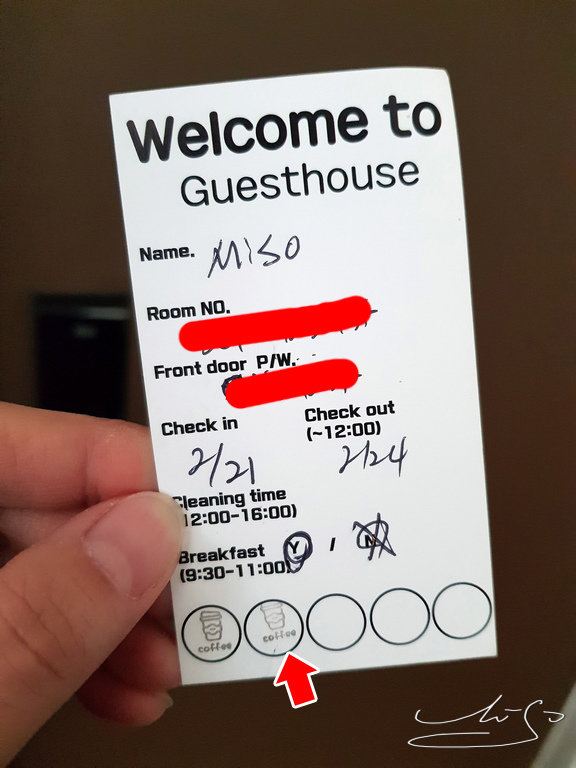 Welcome to
Guesthouse
Name. MISO
Room NO.
Front door P/W.
Check in
Check out
(~12:00)
2/21
2/24
Cleaning time
12:00-16:00)
Breakfast Y / N
(9:30-11:00)
coffee coffee
Miso